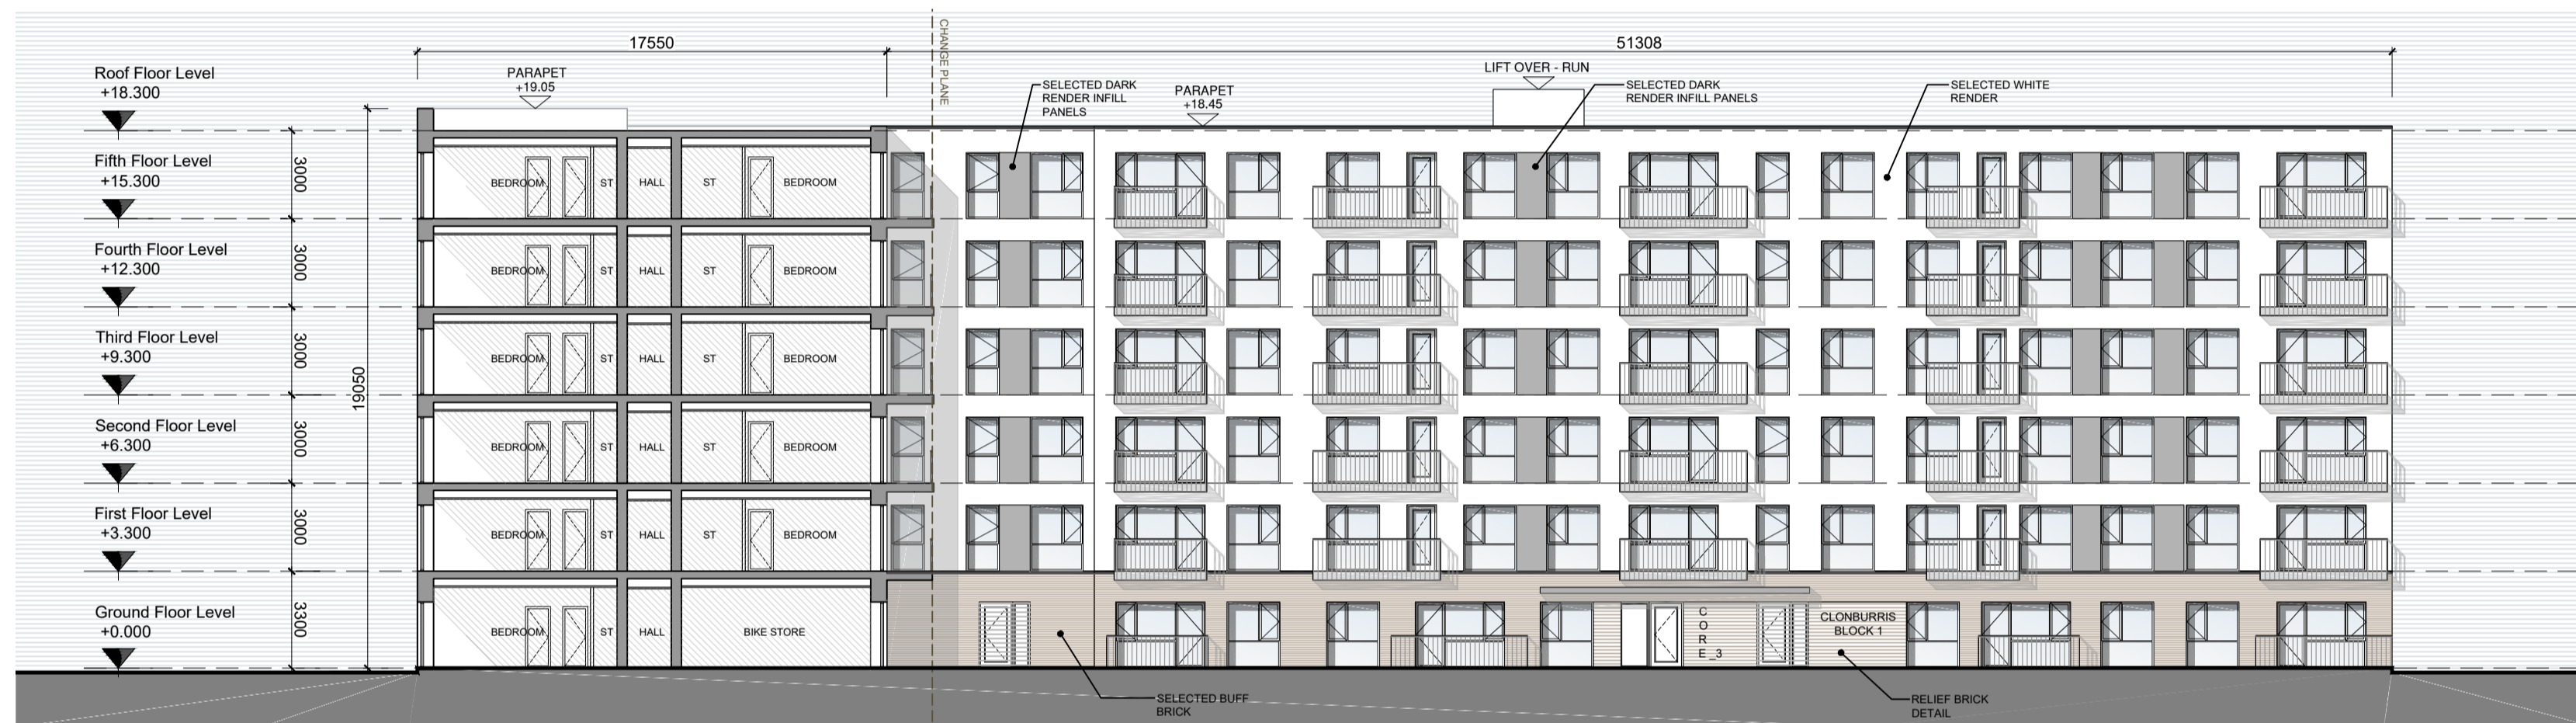 17550
51308
CHANGE PLANE
Roof Floor Level
+18.300
PARAPET
+19.05
SELECTED DARK
RENDER INFILL
PANELS
PARAPET
+18.45
LIFT OVER - RUN
SELECTED DARK
RENDER INFILL PANELS
SELECTED WHITE
RENDER
Fifth Floor Level
+15.300
3000
BEDROOM ST HALL ST BEDROOM
Fourth Floor Level
+12.300
3000
BEDROOM ST HALL ST BEDROOM
Third Floor Level
+9.300
3000
19050
BEDROOM ST HALL ST BEDROOM
Second Floor Level
+6.300
3000
BEDROOM ST HALL ST BEDROOM
First Floor Level
+3.300
3000
BEDROOM ST HALL ST BEDROOM
Ground Floor Level
+0.000
3300
BEDROOM ST HALL BIKE STORE
CORE_3
CLONBURRIS
BLOCK 1
SELECTED BUFF
BRICK
RELIEF BRICK
DETAIL